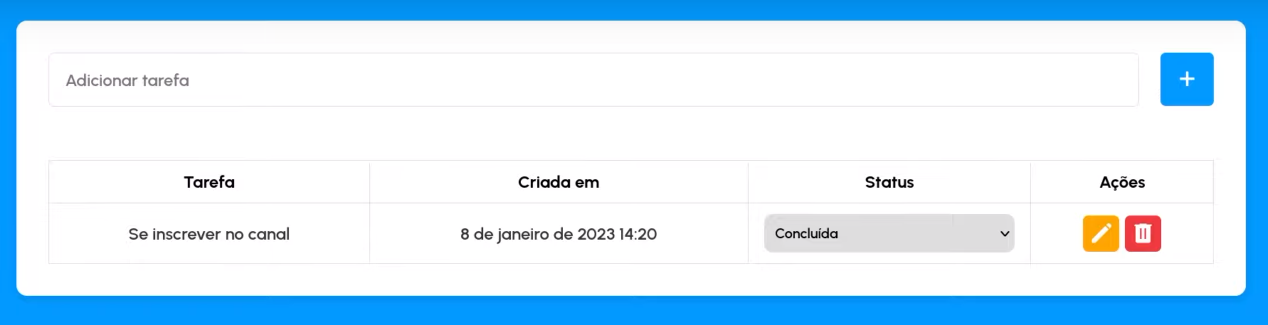 Adicionar tarefa
+
Tarefa Criada em Status Ações
Se inscrever no canal 8 de janeiro de 2023 14:20 Concluída